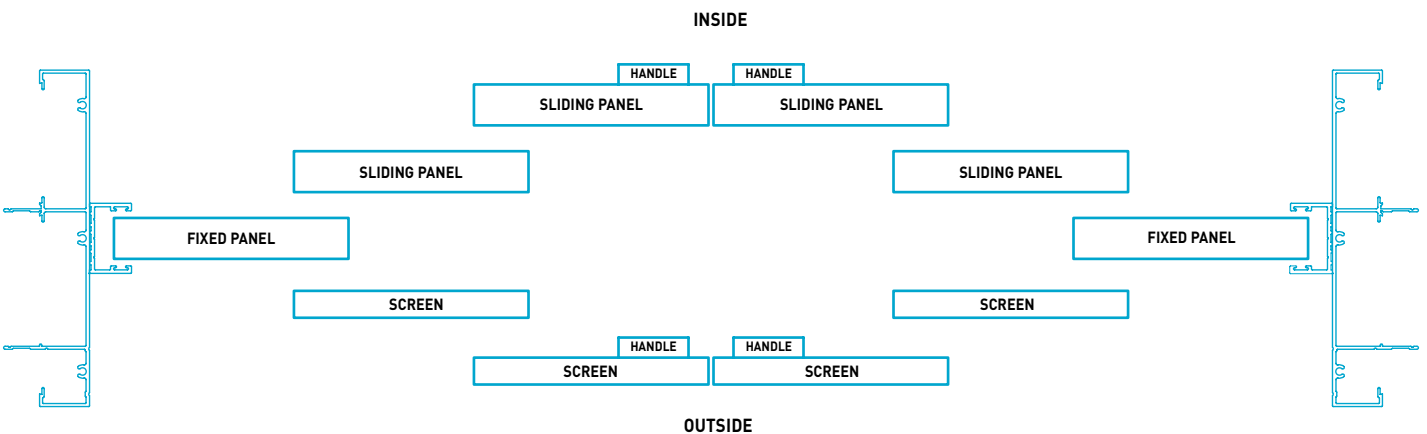 INSIDE
HANDLE HANDLE
SLIDING PANEL SLIDING PANEL
SLIDING PANEL SLIDING PANEL
FIXED PANEL FIXED PANEL
SCREEN SCREEN
HANDLE HANDLE
SCREEN SCREEN
OUTSIDE